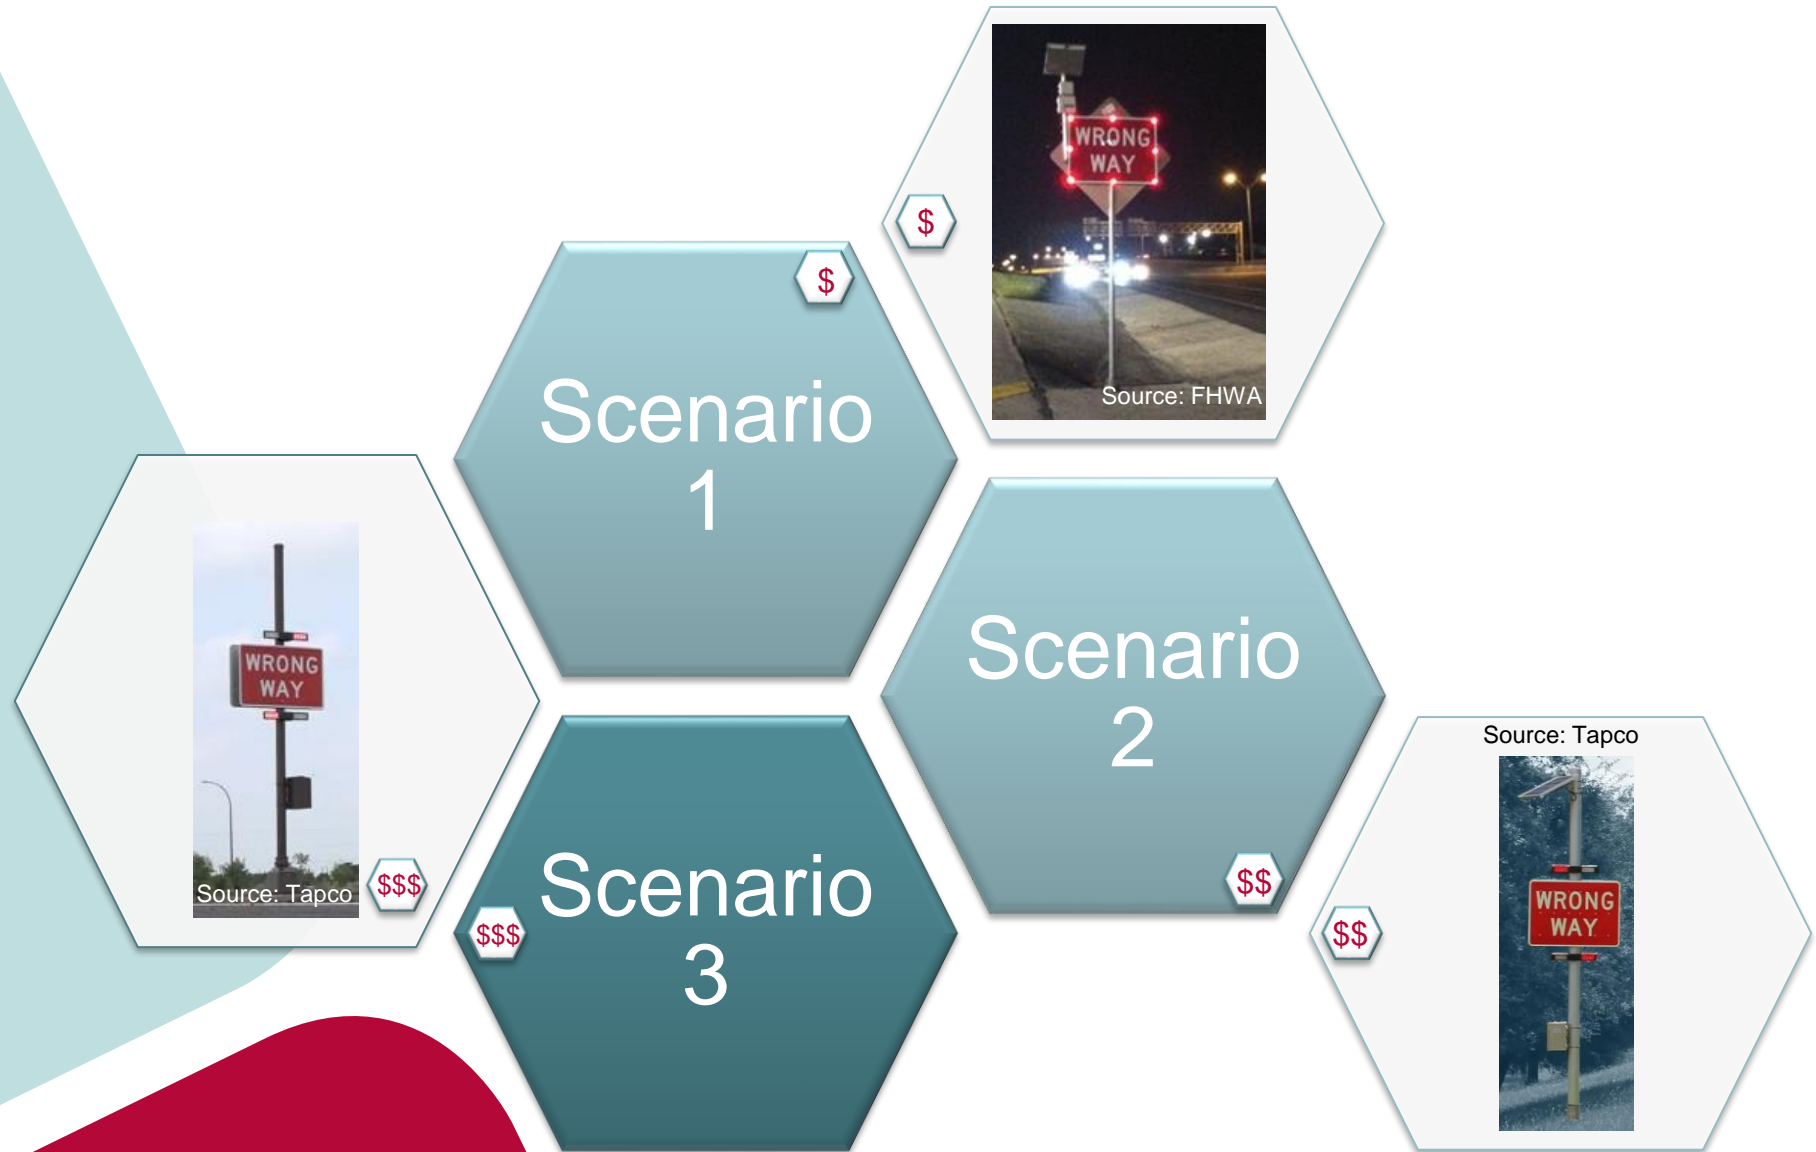 WRONG
WAY
Source: FHWA
$
$
Scenario
1
WRONG
WAY
Source: Tapco
$$$
Scenario
2
$$
Scenario
3
$$$
Source: Tapco
WRONG
WAY
$$